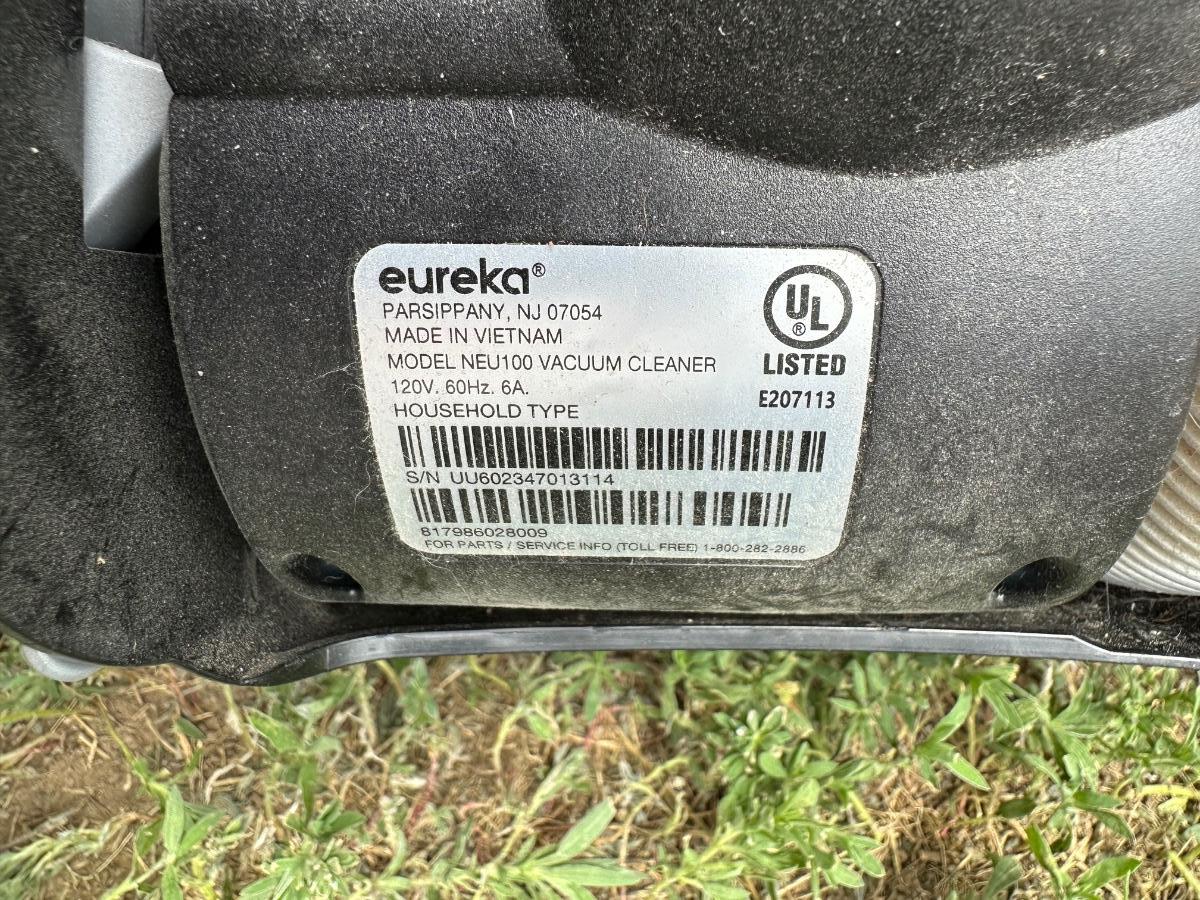 eureka®
PARSIPPANY, NJ 07054
MADE IN VIETNAM
MODEL NEU100 VACUUM CLEANER
120V. 60Hz. 6A.
HOUSEHOLD TYPE
UL ®
LISTED
E207113
S/N UU602347013114
817986028009
FOR PARTS / SERVICE INFO (TOLL FREE) 1-800-282-2886